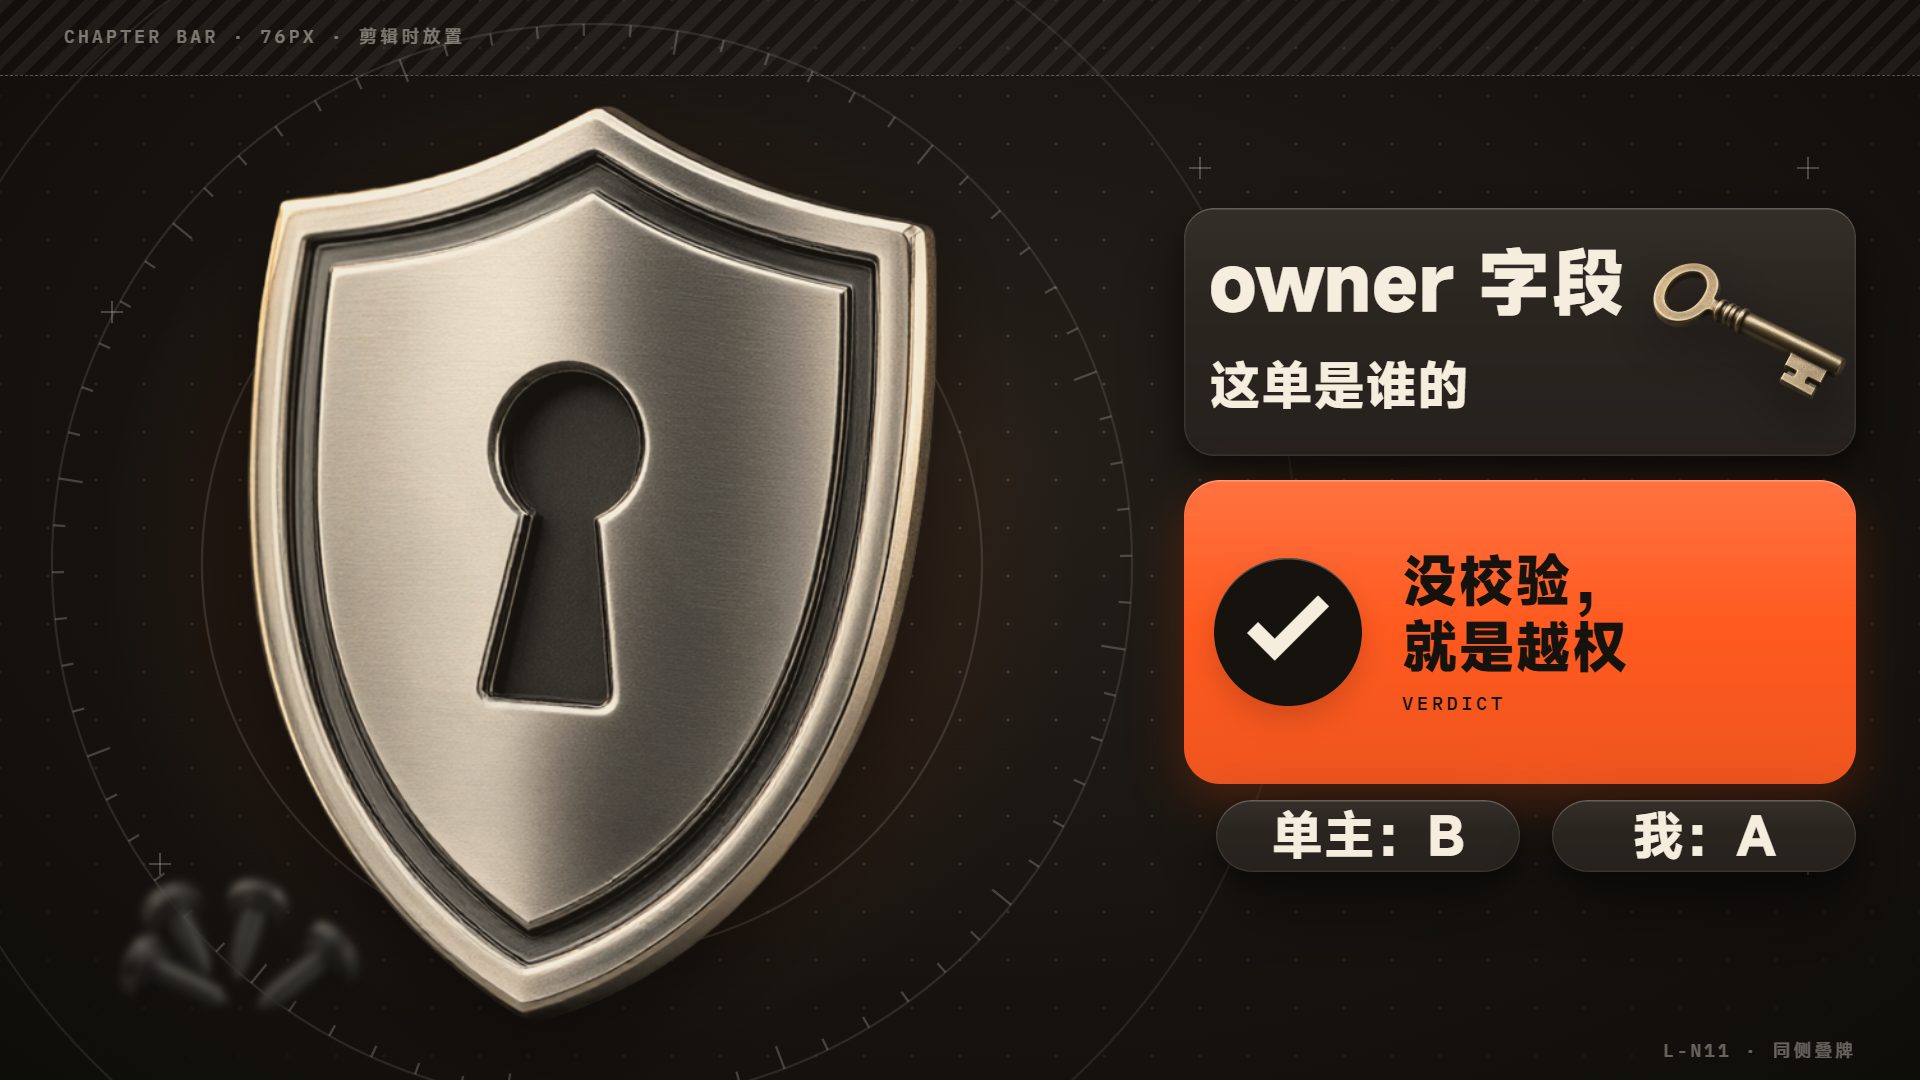 CHAPTER BAR · 76PX · 剪辑时放置
owner 字段
这单是谁的
没校验，
就是越权
VERDICT
单主：B
我：A
L-N11 · 同侧叠牌